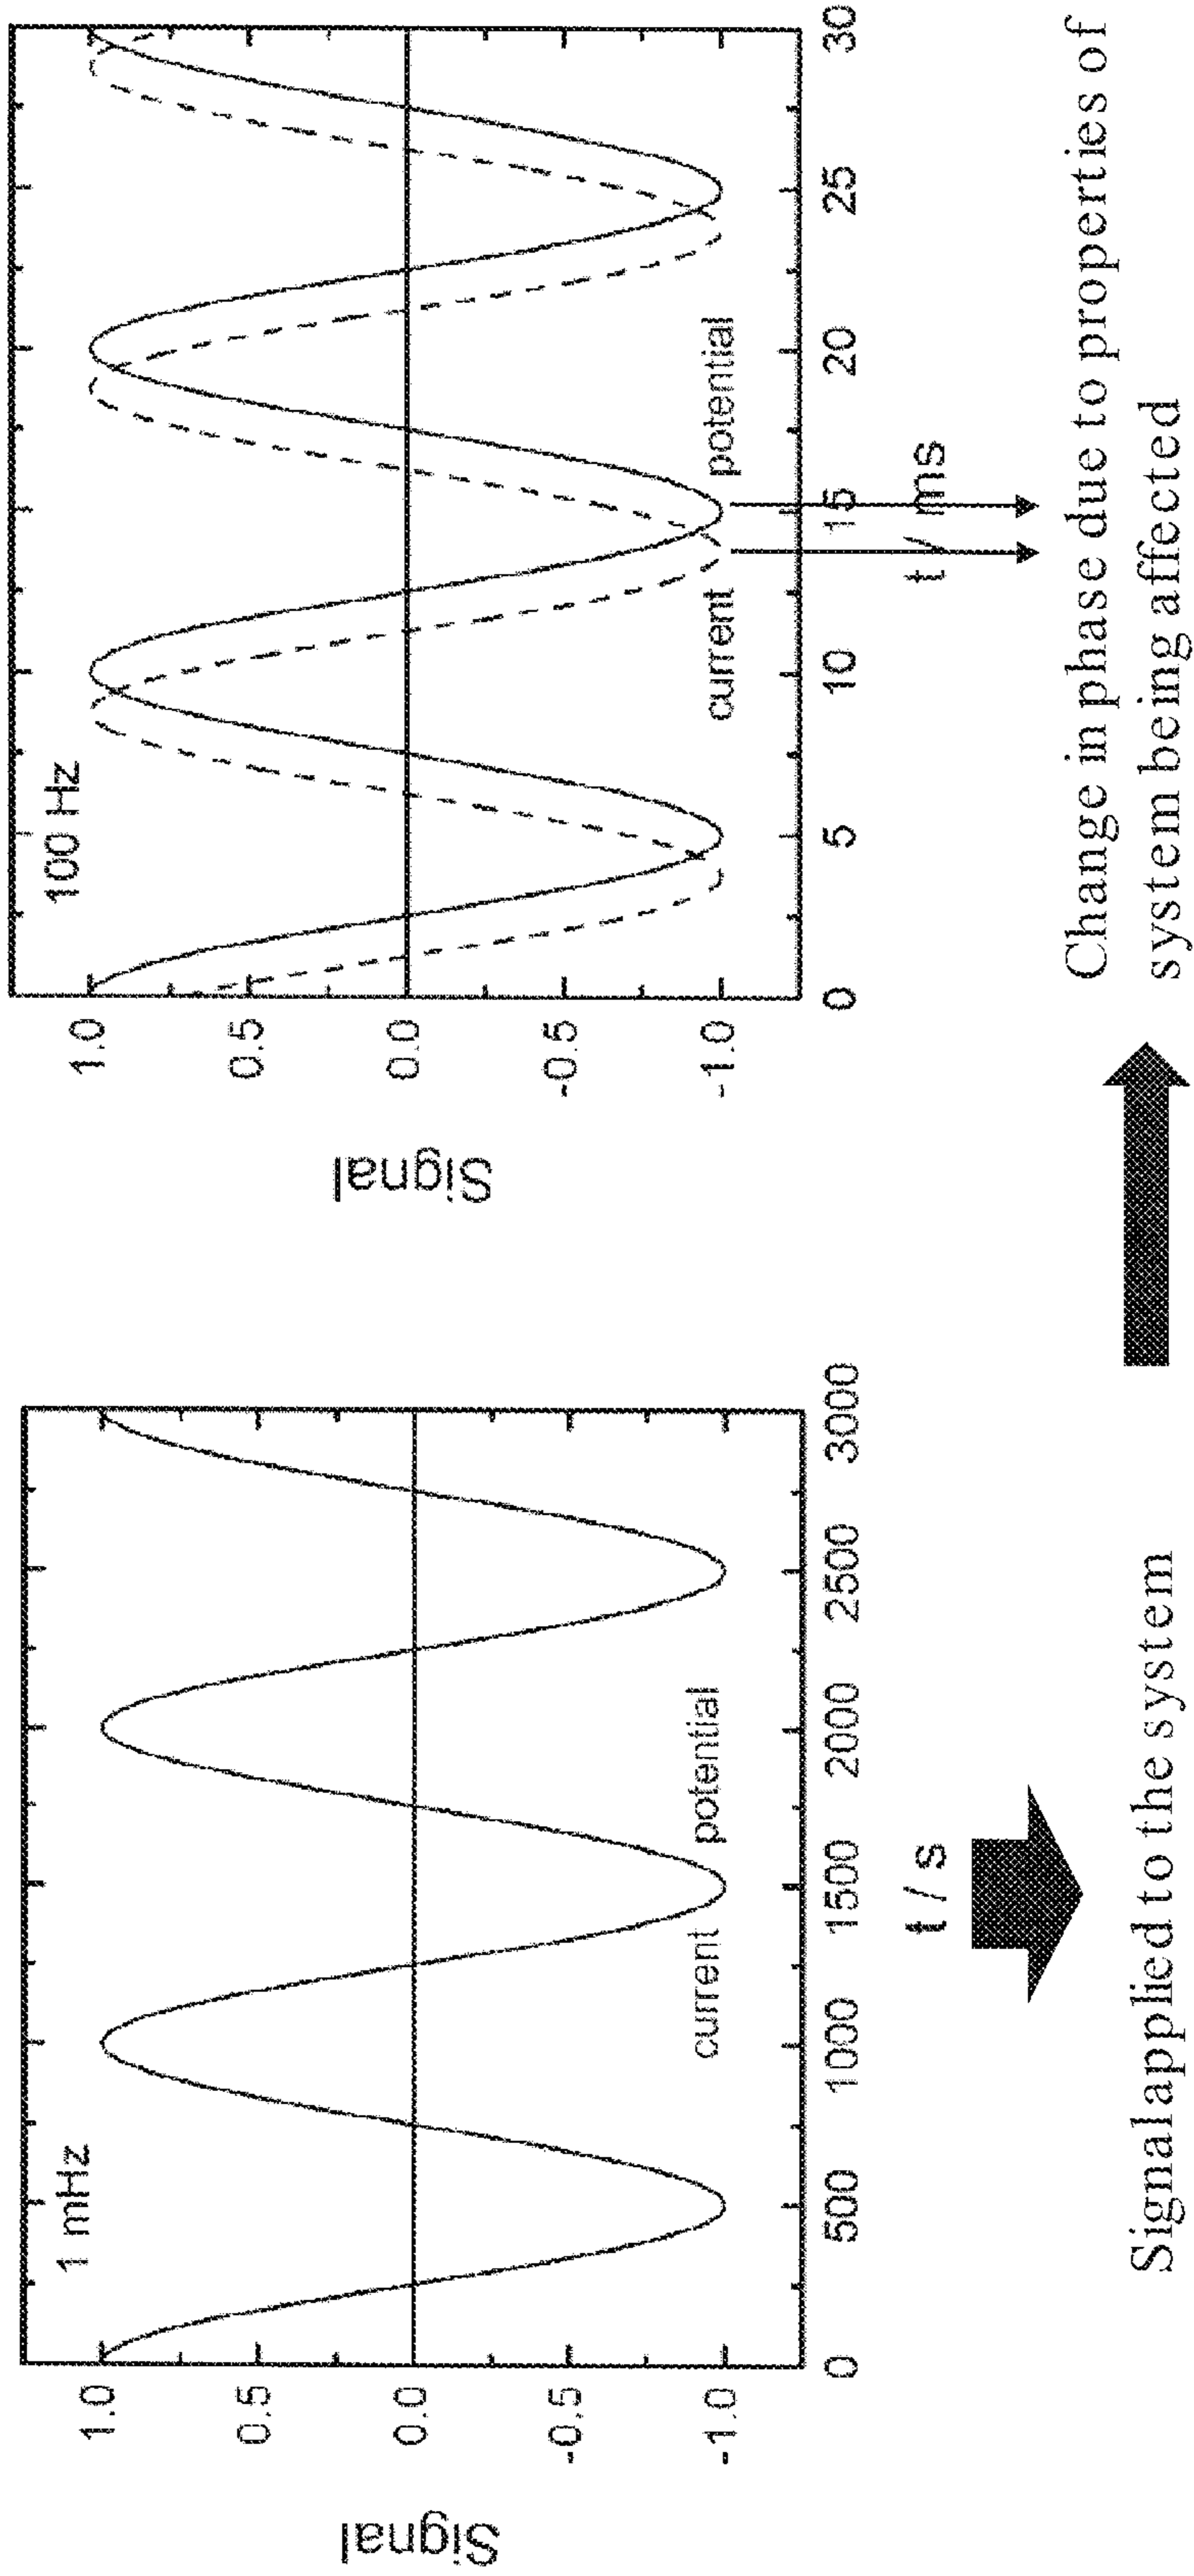 1 mHz
Signal
1.0
0.5
0.0
-0.5
-1.0
current potential
0 500 1000 1500 2000 2500 3000
t / s
Signal applied to the system
100 Hz
Signal
1.0
0.5
0.0
-0.5
-1.0
current potential
0 5 10 15 20 25 30
t / ms
Change in phase due to properties of
system being affected